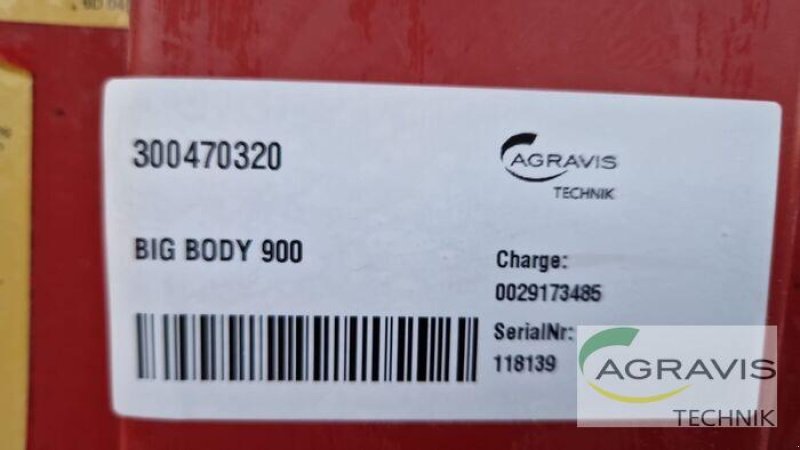 300470320
AGRAVIS
TECHNIK
BIG BODY 900
Charge:
0029173485
SerialNr:
118139
AGRAVIS
TECHNIK